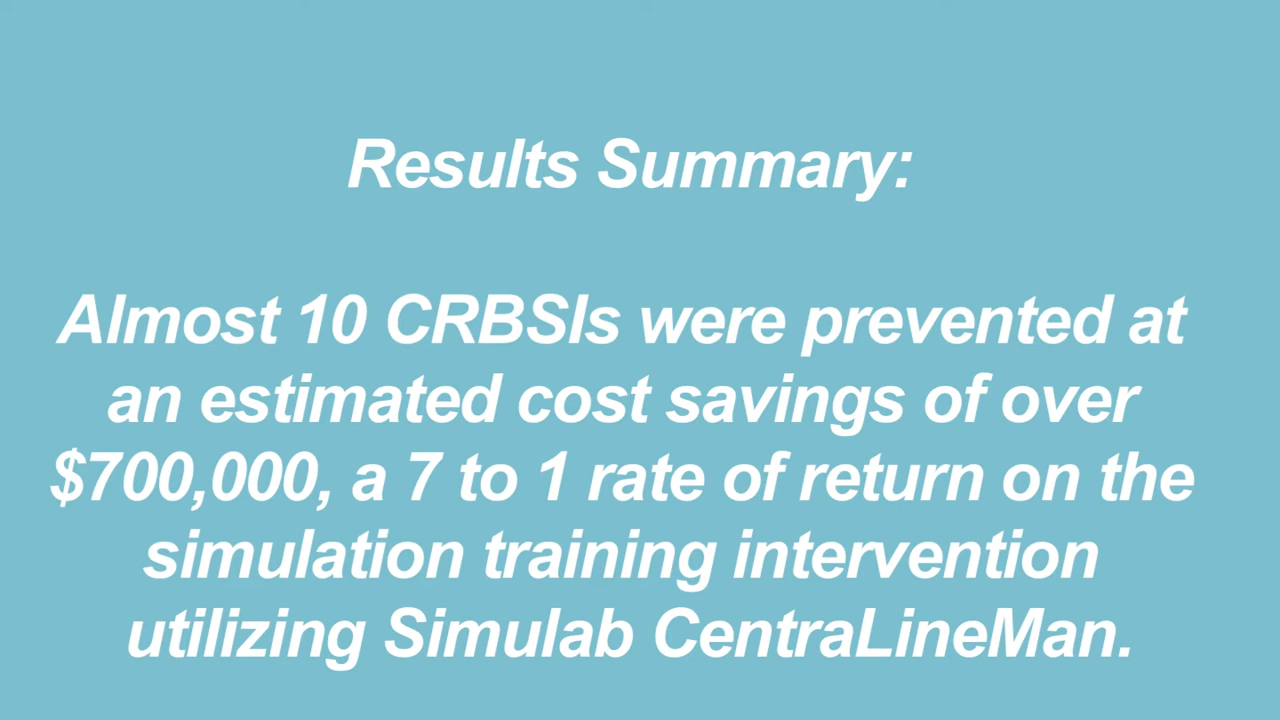 Results Summary:
Almost 10 CRBSIs were prevented at
an estimated cost savings of over
$700,000, a 7 to 1 rate of return on the
simulation training intervention
utilizing Simulab CentraLineMan.